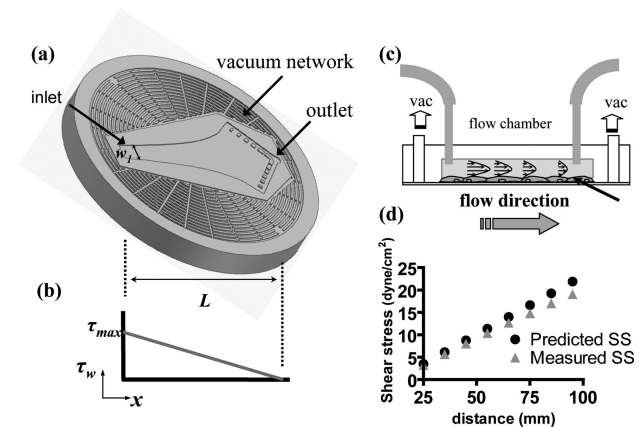 (a)
vacuum network
outlet
inlet
w1
L
(b)
τmax
τw
x
(c)
vac
vac
flow chamber
flow direction
(d)
Shear stress (dyne/cm2)
25
20
15
10
5
0
Predicted SS
Measured SS
25
50
75
100
distance (mm)